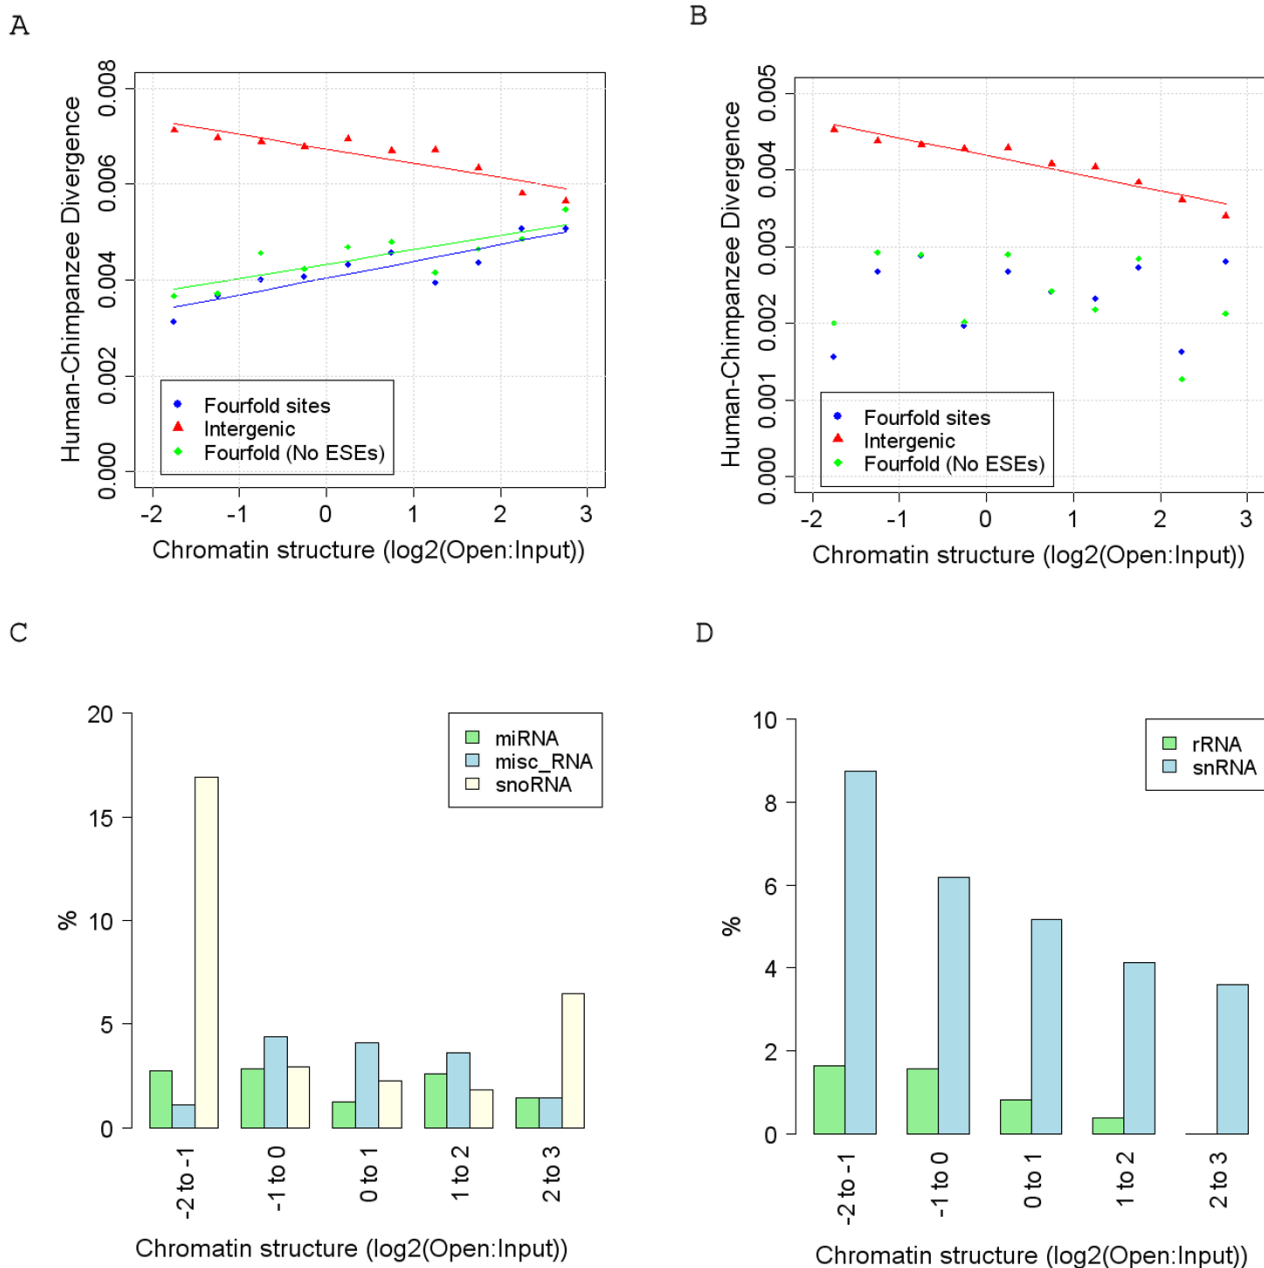 A
Human-Chimpanzee Divergence
0.008
0.006
0.004
0.002
0.000
Fourfold sites
Intergenic
Fourfold (No ESEs)
-2 -1 0 1 2 3
Chromatin structure (log2(Open:Input))
B
Human-Chimpanzee Divergence
0.005
0.004
0.003
0.002
0.001
0.000
Fourfold sites
Intergenic
Fourfold (No ESEs)
-2 -1 0 1 2 3
Chromatin structure (log2(Open:Input))
C
%
20
15
10
5
0
miRNA
misc_RNA
snoRNA
-2 to -1
-1 to 0
0 to 1
1 to 2
2 to 3
Chromatin structure (log2(Open:Input))
D
%
10
8
6
4
2
0
rRNA
snRNA
-2 to -1
-1 to 0
0 to 1
1 to 2
2 to 3
Chromatin structure (log2(Open:Input))